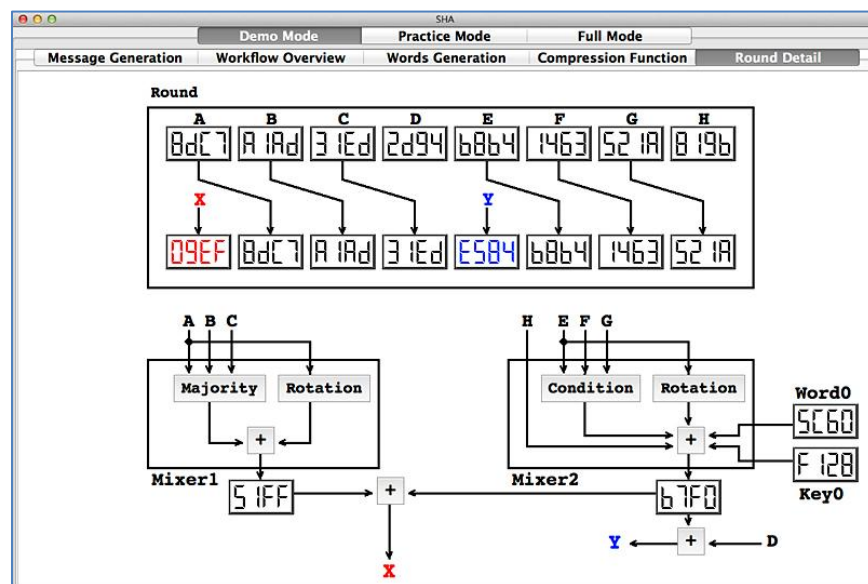 SHA
Demo Mode Practice Mode Full Mode
Message Generation Workflow Overview Words Generation Compression Function Round Detail
Round
A B C D E F G H
8dC7 A1Ad 31Ed 2d94 b8b4 1463 521A 819b
X Y
09EF 8dC7 A1Ad 31Ed E584 b8b4 1463 521A
A B C H E F G
Majority Rotation Condition Rotation
Word0
5C60
+ +
F128
Mixer1 Mixer2 Key0
51FF + b7F0
Y + D
X